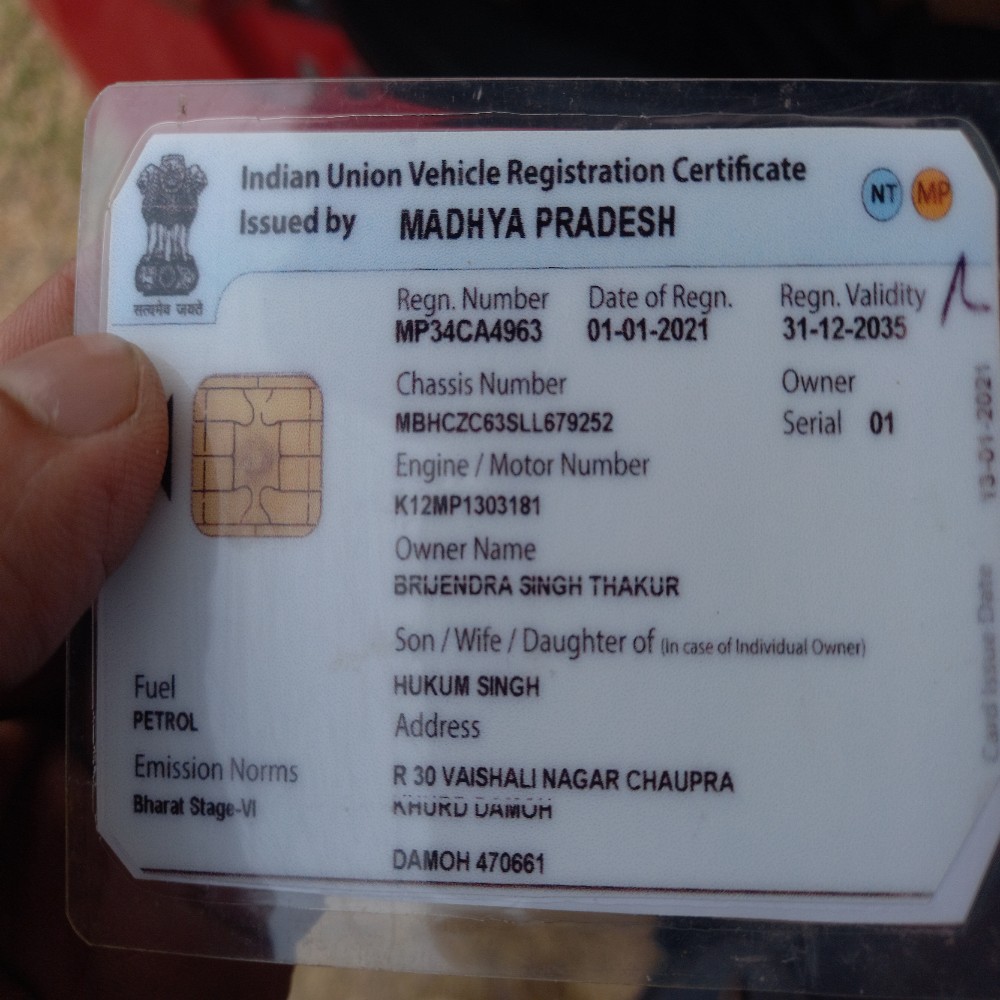 Indian Union Vehicle Registration Certificate
Issued by MADHYA PRADESH
NT MP
सत्यमेव जयते
Regn. Number Date of Regn. Regn. Validity
MP34CA4963 01-01-2021 31-12-2035
Chassis Number Owner
MBHCZC63SLL679252 Serial 01
Engine / Motor Number
K12MP1303181
Owner Name
BRIJENDRA SINGH THAKUR
Son / Wife / Daughter of (In case of Individual Owner)
Fuel HUKUM SINGH
PETROL Address
Emission Norms R 30 VAISHALI NAGAR CHAUPRA
Bharat Stage-VI KHURD DAMOH
DAMOH 470661
Card Issue Date 13-01-2021